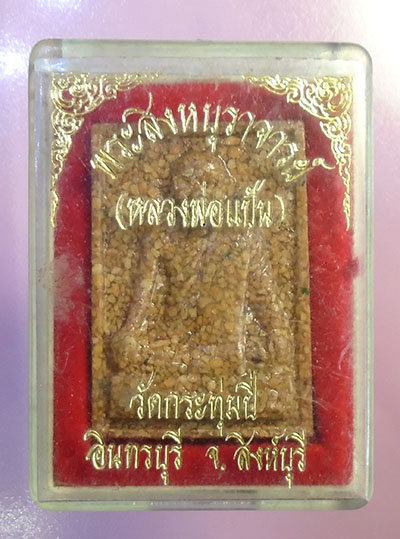 พระสิงหบุราจารย์
(หลวงพ่อแป้น)
วัดกระทุ่มปี่
อินทรบุรี จ. สิงห์บุรี